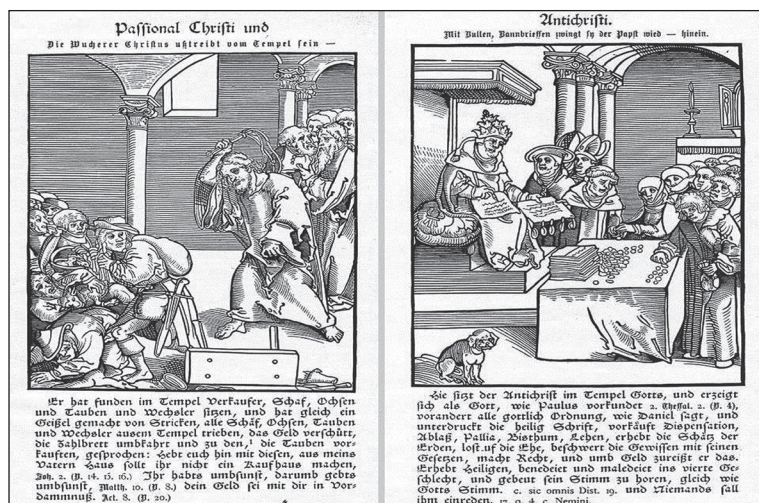 Passional Christi und
Die Wucherer Christus ußtreibt vom Tempel sein —
Er hat funden im Tempel Verkaufer, Schaf, Ochsen
und Tauben und Wechsler sitzen, und hat gleich ein
Geißel gemacht von Stricken, alle Schaf, Ochsen, Tauben
und Wechsler ausem Tempel trieben, das Geld verschütt,
die Zahlbrett umbkahrt und zu den, die Tauben vor-
kauften, gesprochen: Hebt euch hin mit diesen, aus meins
Vatern Haus sollt ihr nicht ein Kaufhaus machen,
Joh. 2. (V. 14. 15. 16.) Ihr habts umbsunst, darumb gebts
umbsunst, Matth. 10. (V. 8.) dein Geld sei mit dir in Vor-
dammnuß. Act. 8. (V. 20.)
Antichristi.
Mit Bullen, Bannbrieffen zwingt sy der Papst wied — hinein.
Hie sitzt der Antichrist im Tempel Gotts, und erzeigt
sich als Gott, wie Paulus vorkundet 2. Thessal. 2. (V. 4),
vorandert alle gottlich Ordnung, wie Daniel sagt, und
unterdruckt die heilig Schrift, vorkäuft Dispensation,
Ablaß, Pallia, Bisthum, Lehen, erhebt die Schätz der
Erden, lost uf die Ehe, beschwert die Gewissen mit seinen
Gesetzen, macht Recht, und umb Geld zureißt er das.
Erhebt Heiligen, benedeiet und maledeiet ins vierte Ge-
schlecht, und gebeut sein Stimm zu horen, gleich wie
Gotts Stimm. c. sic omnis Dist. 19. und Niemands sall
ihm einreden. 17. q. 4. c. Nemini.